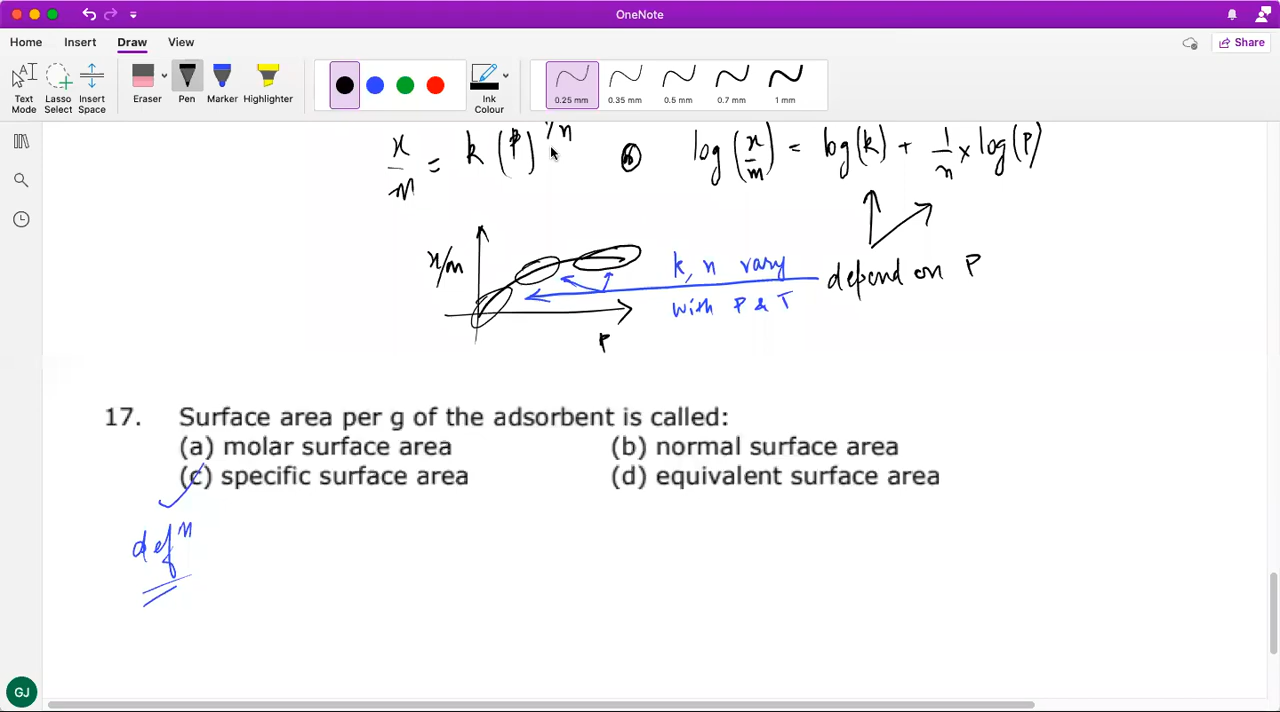 OneNote
Home Insert Draw View Share
Text Mode Lasso Select Insert Space Eraser Pen Marker Highlighter Ink Colour 0.25 mm 0.35 mm 0.5 mm 0.7 mm 1 mm
x/m = k (P)^1/n log(x/m) = log(k) + 1/n × log(P)
x/m
k, n vary
with P & T
depend on P
P
17. Surface area per g of the adsorbent is called:
(a) molar surface area (b) normal surface area
(c) specific surface area (d) equivalent surface area
def^n
GJ